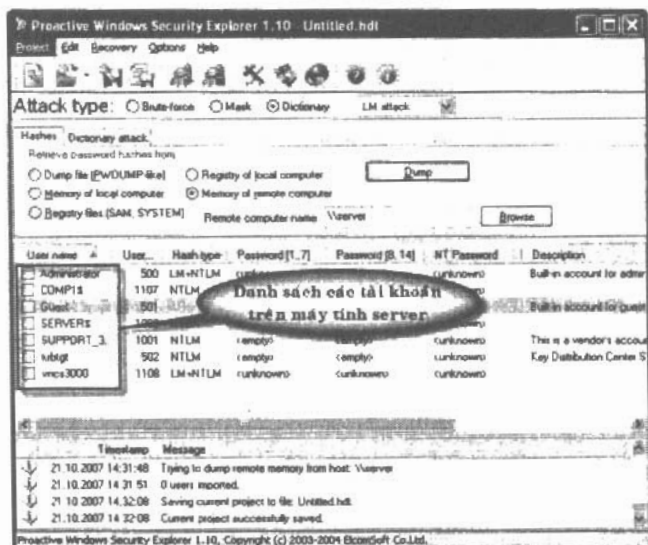 Proactive Windows Security Explorer 1.10 - Untitled.hdt
Project Edit Recovery Options Help
Attack type: Brute-force Mask Dictionary LM attack
Hashes Dictionary attack
Retrieve password hashes from
Dump file (PWDUMP-like) Registry of local computer Dump
Memory of local computer Memory of remote computer
Registry files (SAM, SYSTEM) Remote computer name \\server Browse
User name User... Hash type Password [1..7] Password [8..14] NT Password Description
Administrator 500 LM+NTLM <unknown> Built-in account for admin
COMP1$ 1107 NTLM
Guest 501 Built-in account for guest
SERVER$
SUPPORT_3. 1001 NTLM <empty> <empty> <unknown> This is a vendor's accou
krbtgt 502 NTLM <empty> <empty> <unknown> Key Distribution Center S
vncs3000 1108 LM+NTLM <unknown> <unknown> <unknown>
Danh sách các tài khoản
trên máy tính server
Timestamp Message
21.10.2007 14:31:48 Trying to dump remote memory from host: \\server
21.10.2007 14:31:51 0 users imported.
21.10.2007 14:32:08 Saving current project to file: Untitled.hdt
21.10.2007 14:32:08 Current project successfully saved.
Proactive Windows Security Explorer 1.10, Copyright (c) 2003-2004 ElcomSoft Co.Ltd.